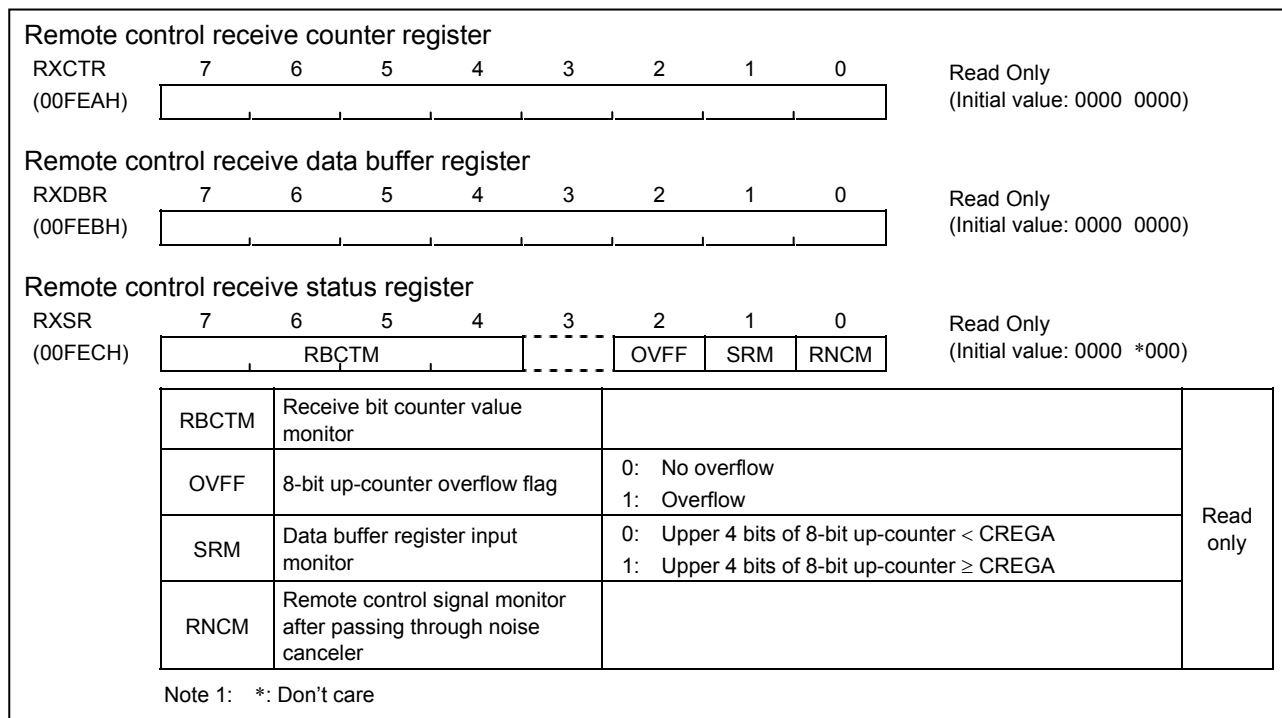 Remote control receive counter register
RXCTR 7 6 5 4 3 2 1 0 Read Only
(00FEAH) (Initial value: 0000 0000)
Remote control receive data buffer register
RXDBR 7 6 5 4 3 2 1 0 Read Only
(00FEBH) (Initial value: 0000 0000)
Remote control receive status register
RXSR 7 6 5 4 3 2 1 0 Read Only
(00FECH) RBCTM OVFF SRM RNCM (Initial value: 0000 *000)
RBCTM Receive bit counter value
monitor
OVFF 8-bit up-counter overflow flag 0: No overflow
1: Overflow
SRM Data buffer register input
monitor
0: Upper 4 bits of 8-bit up-counter < CREGA
1: Upper 4 bits of 8-bit up-counter ≥ CREGA
RNCM Remote control signal monitor
after passing through noise
canceler
Read
only
Note 1: *: Don't care